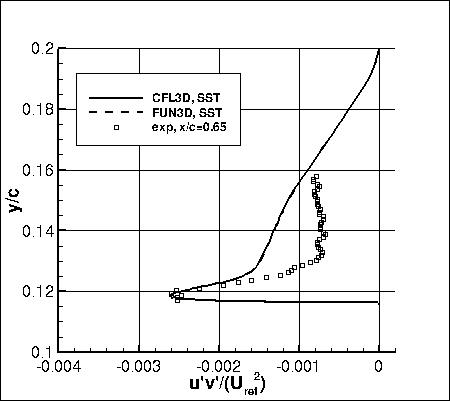 0.2
CFL3D, SST
FUN3D, SST
exp, x/c=0.65
0.18
0.16
y/c
0.14
0.12
0.1
-0.004 -0.003 -0.002 -0.001 0
u'v'/(U_ref^2)